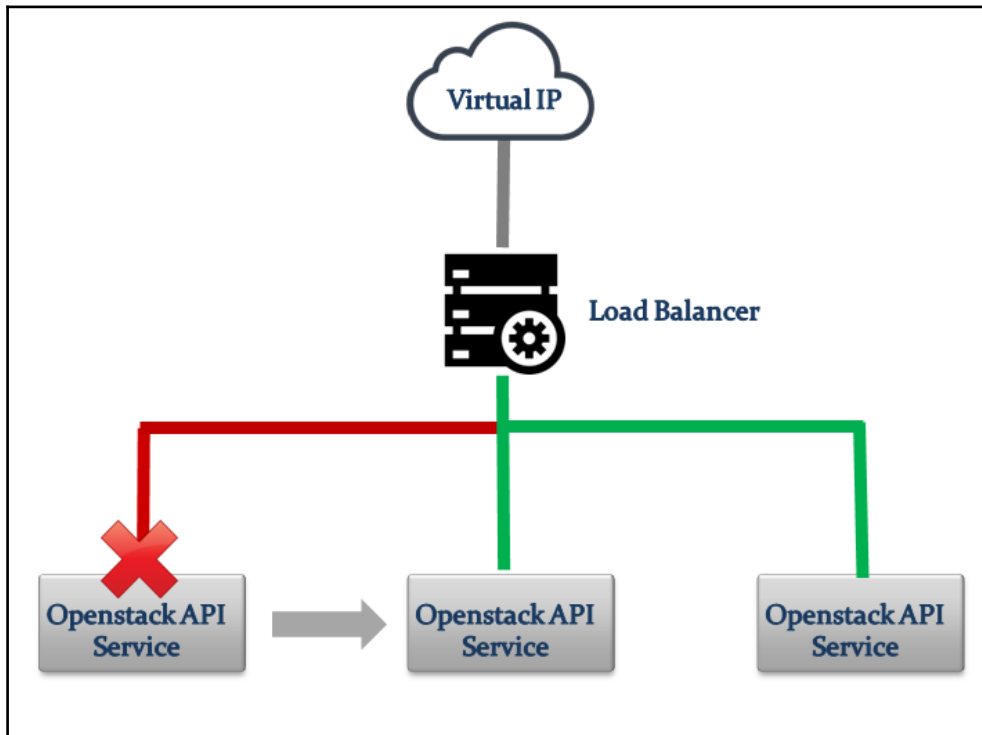 Virtual IP
Load Balancer
Openstack API
Service
Openstack API
Service
Openstack API
Service